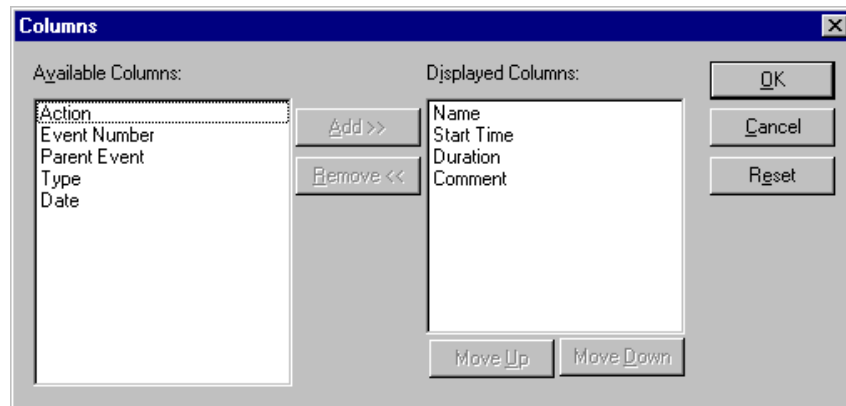 Columns
Available Columns:
Action
Event Number
Parent Event
Type
Date
Add >>
Remove <<
Displayed Columns:
Name
Start Time
Duration
Comment
Move Up
Move Down
OK
Cancel
Reset